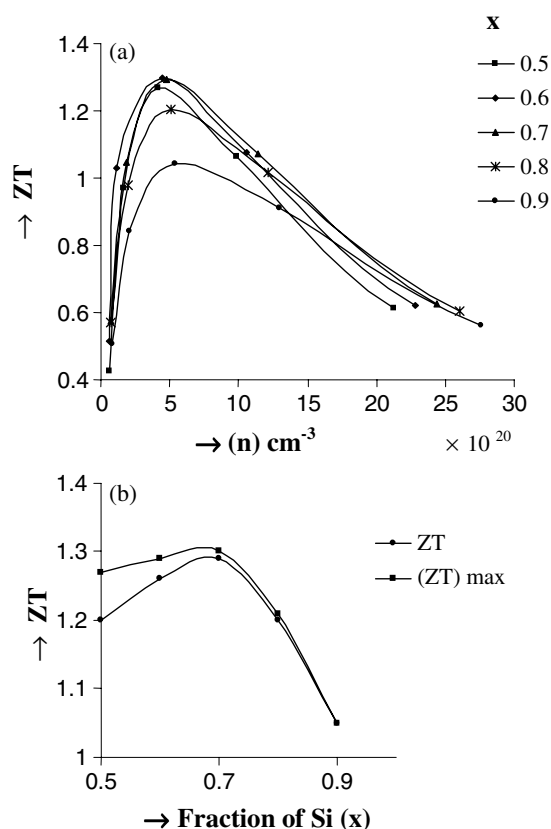 (a)
x
0.5
0.6
0.7
0.8
0.9
→ ZT
1.4
1.2
1
0.8
0.6
0.4
0 5 10 15 20 25 30
→ (n) cm⁻³ × 10²⁰
(b)
ZT
(ZT) max
→ ZT
1.4
1.3
1.2
1.1
1
0.5 0.7 0.9
→ Fraction of Si (x)